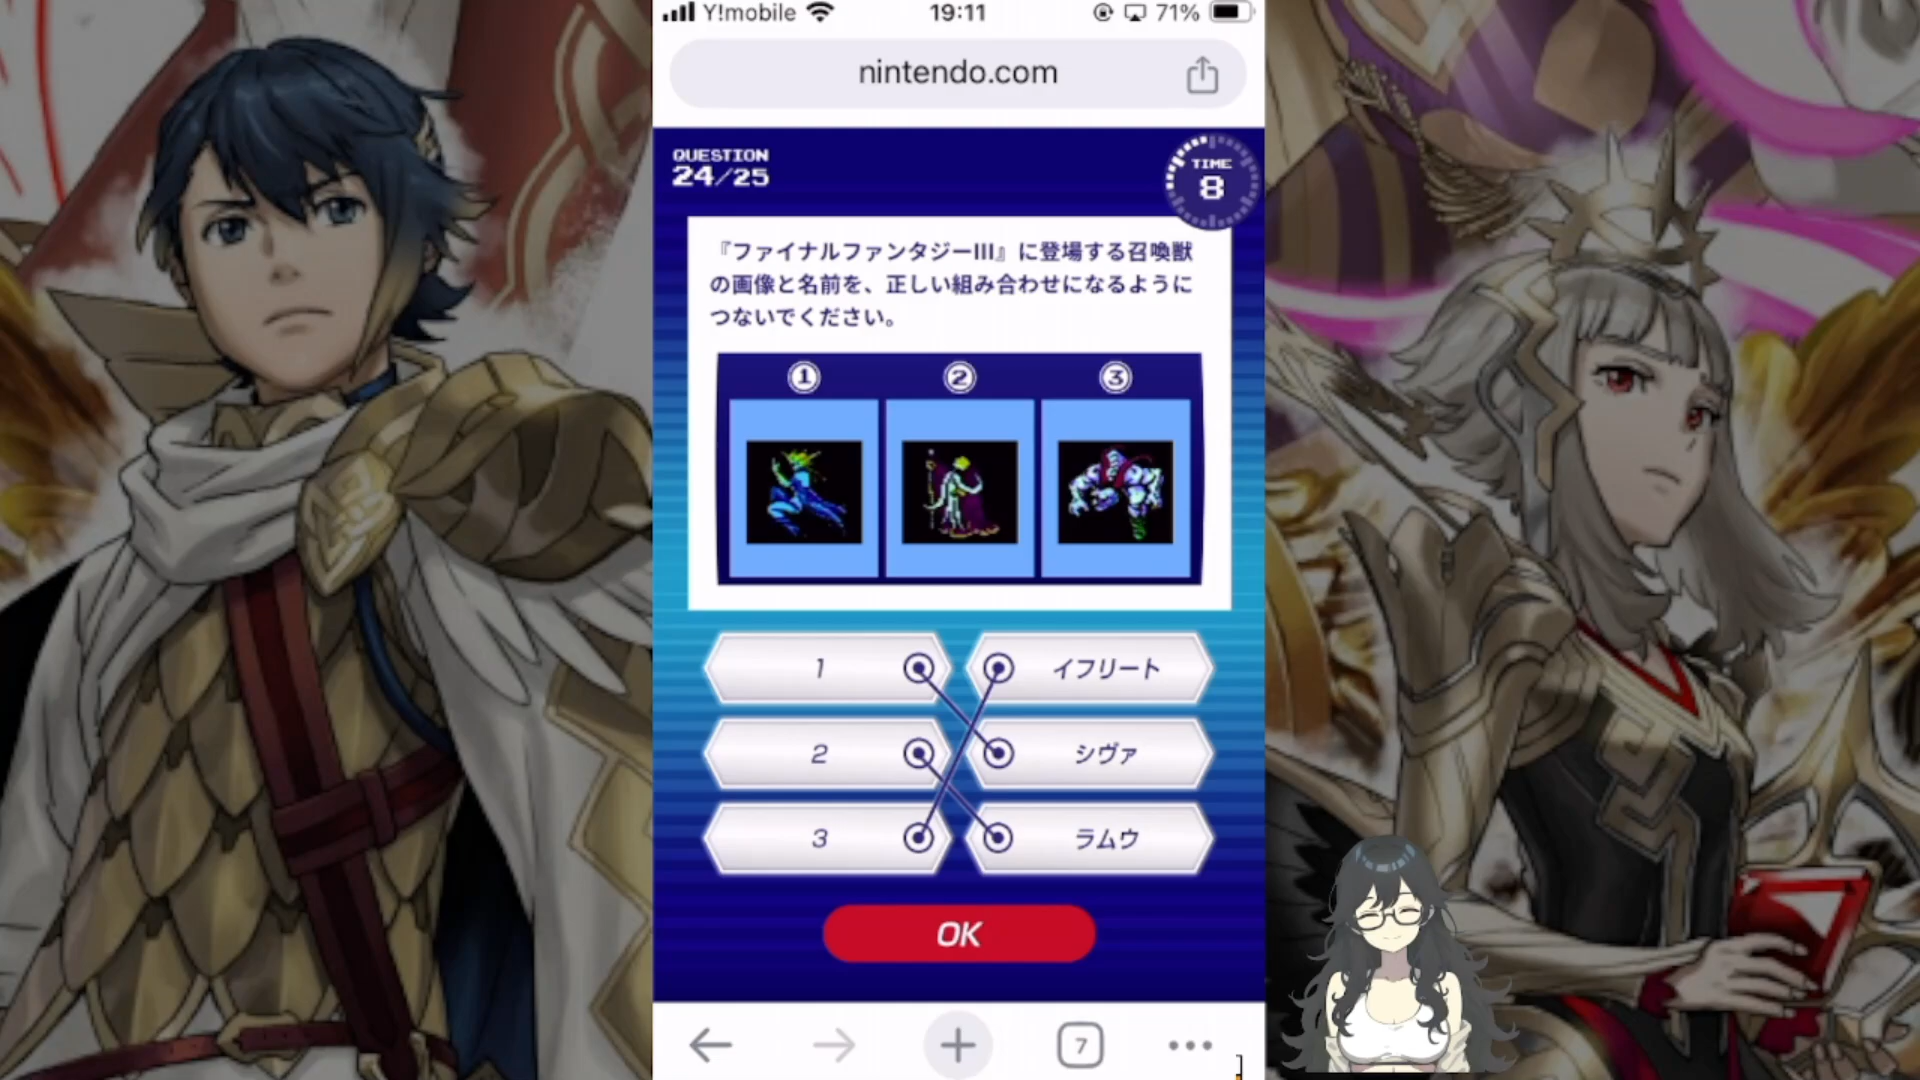 Y!mobile 19:11 71%
nintendo.com
QUESTION
24/25
TIME
8
『ファイナルファンタジーIII』に登場する召喚獣
の画像と名前を、正しい組み合わせになるように
つないでください。
① ② ③
1 イフリート
2 シヴァ
3 ラムウ
OK
7